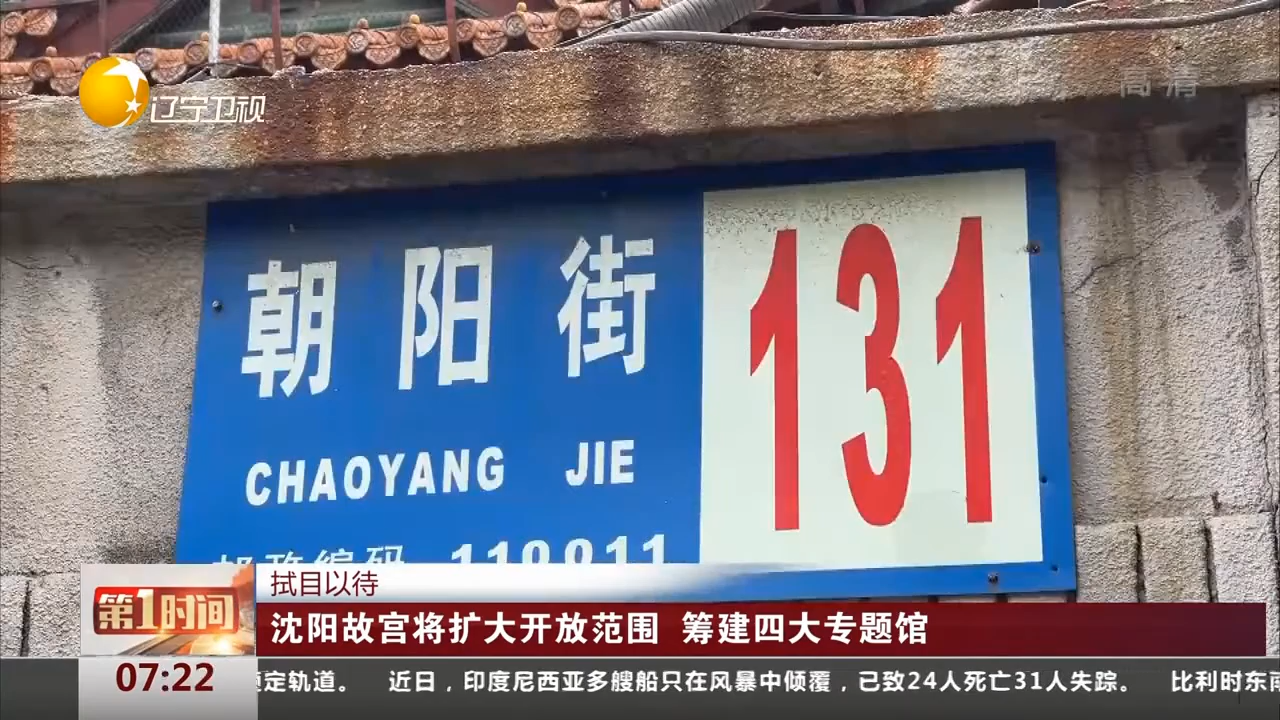 辽宁卫视
高清
朝阳街
131
CHAOYANG JIE
邮政编码
拭目以待
第1时间
沈阳故宫将扩大开放范围 筹建四大专题馆
07:22
定轨道。 近日，印度尼西亚多艘船只在风暴中倾覆，已致24人死亡31人失踪。 比利时东